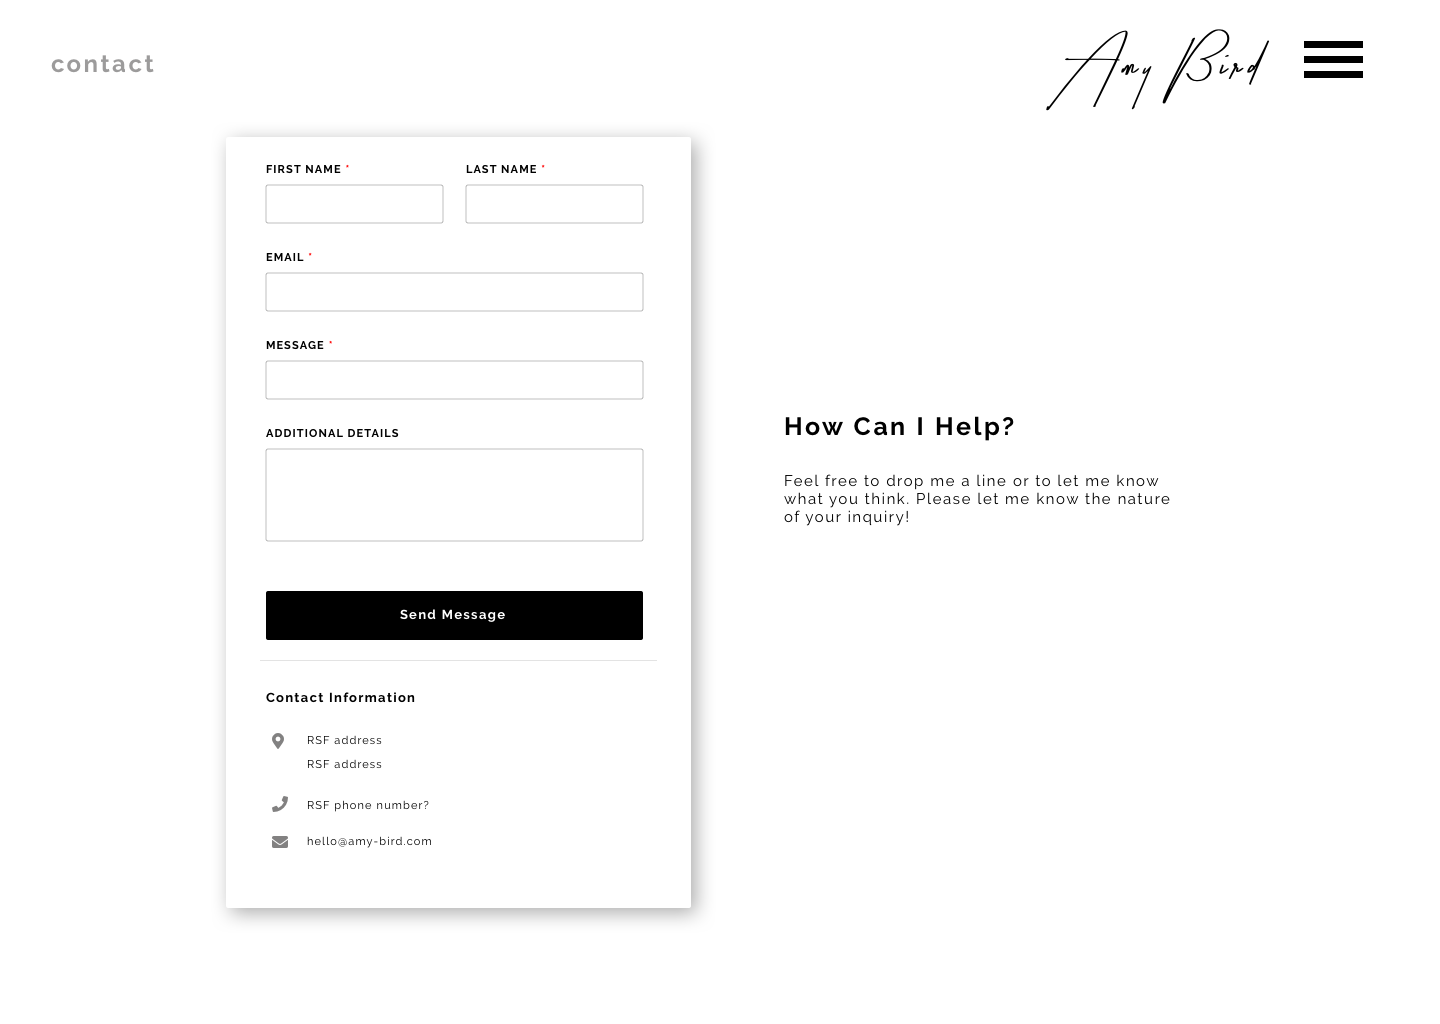 contact
Amy Bird
FIRST NAME *
LAST NAME *
EMAIL *
MESSAGE *
ADDITIONAL DETAILS
Send Message
Contact Information
RSF address
RSF address
RSF phone number?
hello@amy-bird.com
How Can I Help?
Feel free to drop me a line or to let me know
what you think. Please let me know the nature
of your inquiry!